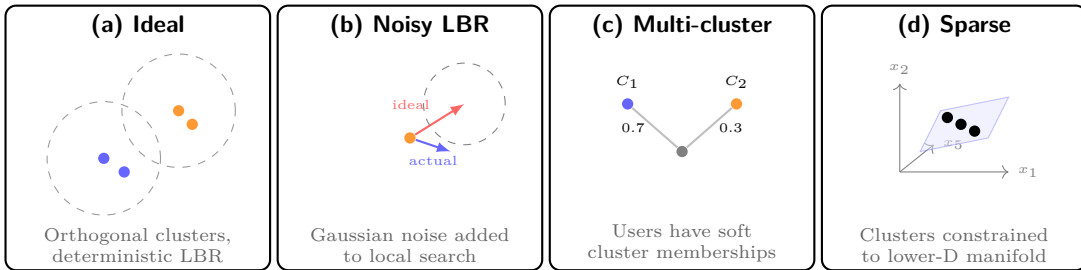 (a) Ideal
Orthogonal clusters,
deterministic LBR
(b) Noisy LBR
ideal
actual
Gaussian noise added
to local search
(c) Multi-cluster
C₁
C₂
0.7
0.3
Users have soft
cluster memberships
(d) Sparse
x₂
x₅
x₁
Clusters constrained
to lower-D manifold